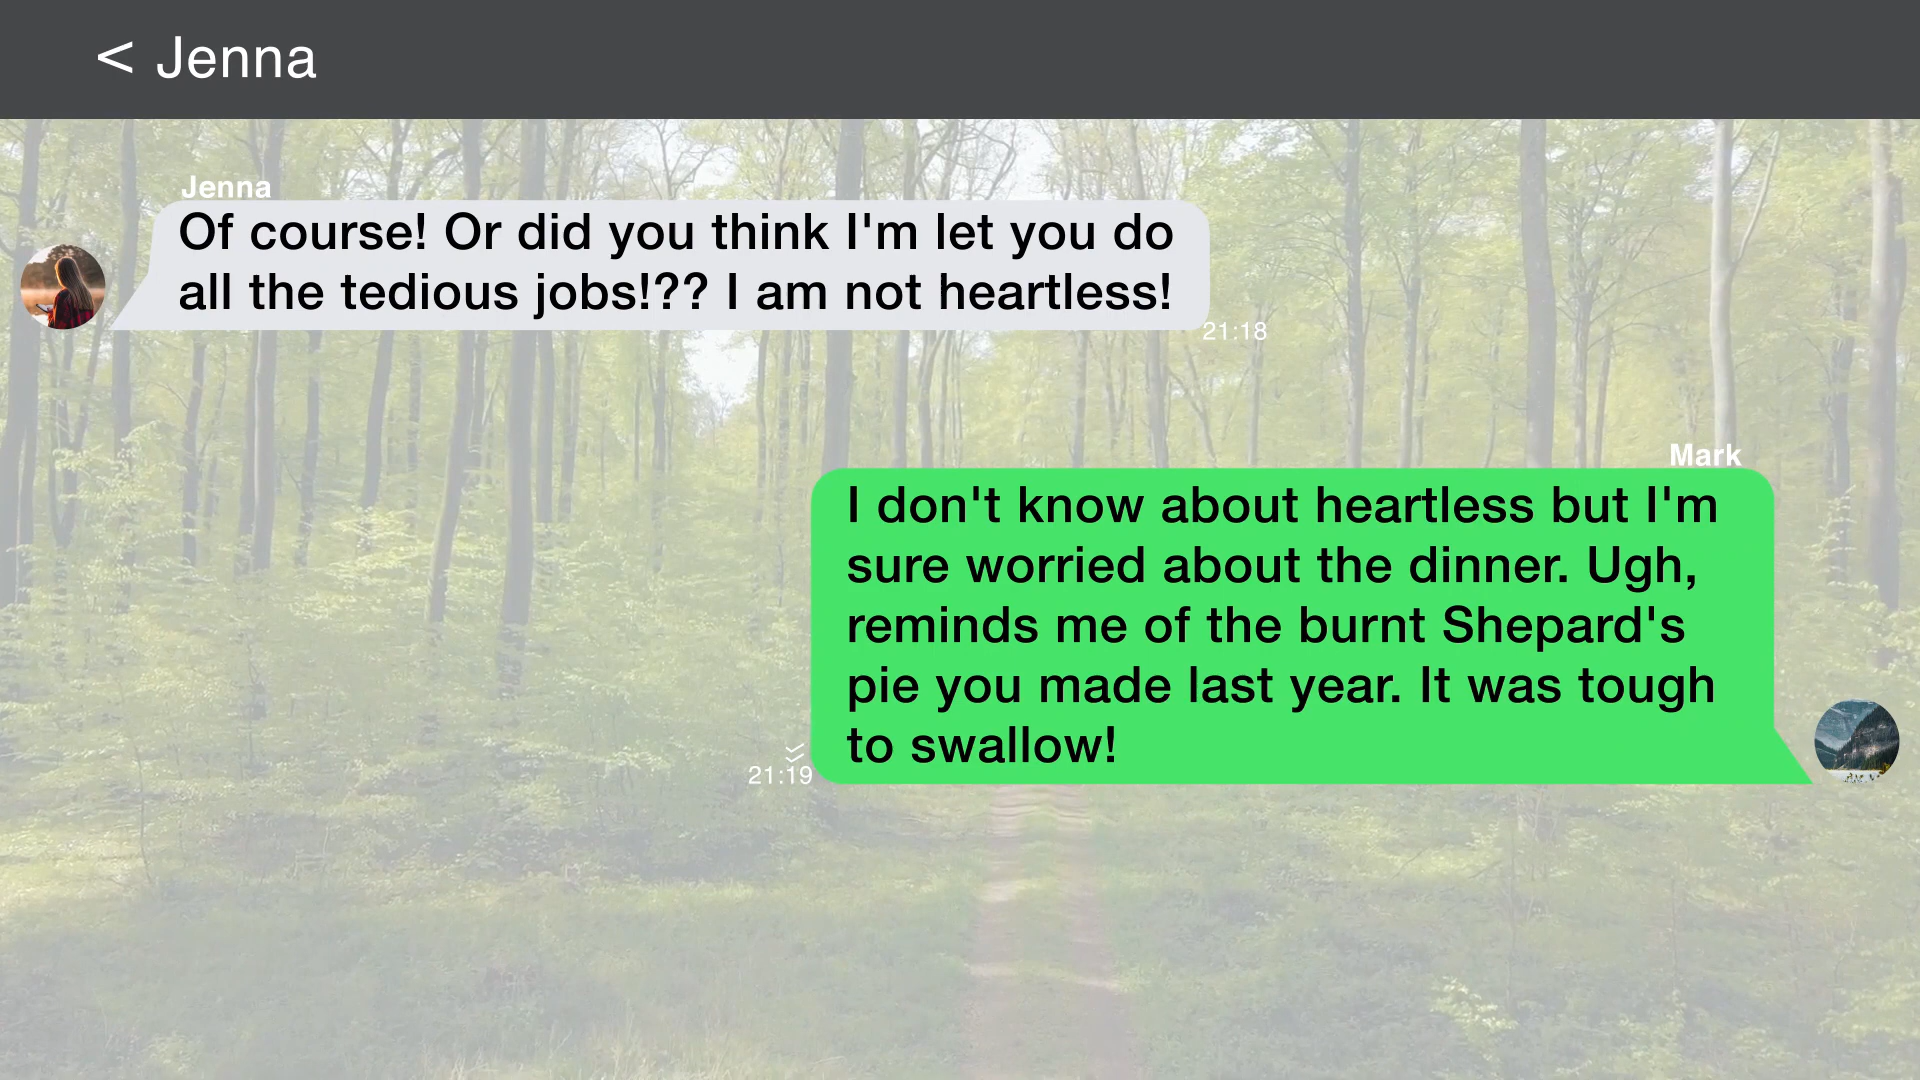 < Jenna
Jenna
Of course! Or did you think I'm let you do
all the tedious jobs!?? I am not heartless!
21:18
Mark
I don't know about heartless but I'm
sure worried about the dinner. Ugh,
reminds me of the burnt Shepard's
pie you made last year. It was tough
to swallow!
21:19